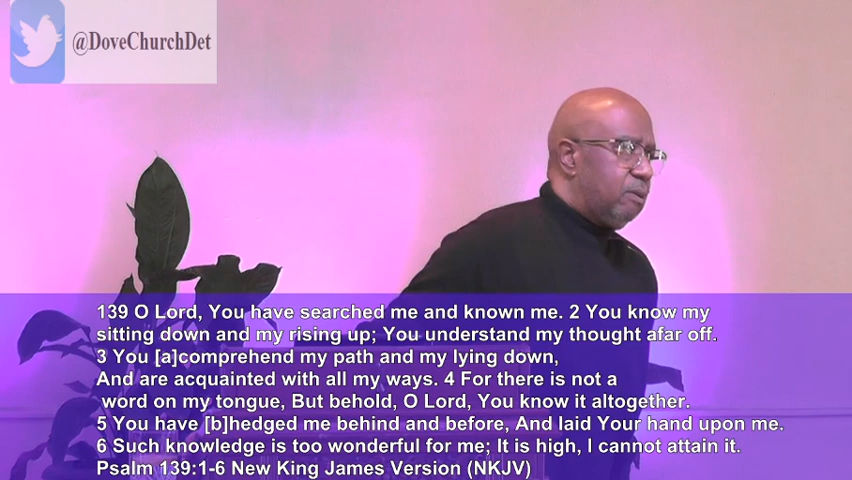 @DoveChurchDet
139 O Lord, You have searched me and known me. 2 You know my
sitting down and my rising up; You understand my thought afar off.
3 You [a]comprehend my path and my lying down,
And are acquainted with all my ways. 4 For there is not a
word on my tongue, But behold, O Lord, You know it altogether.
5 You have [b]hedged me behind and before, And laid Your hand upon me.
6 Such knowledge is too wonderful for me; It is high, I cannot attain it.
Psalm 139:1-6 New King James Version (NKJV)